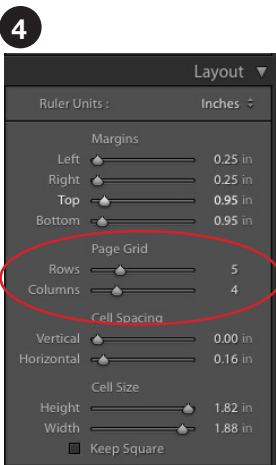 4
Layout ▼
Ruler Units : Inches
Margins
Left 0.25 in
Right 0.25 in
Top 0.95 in
Bottom 0.95 in
Page Grid
Rows 5
Columns 4
Cell Spacing
Vertical 0.00 in
Horizontal 0.16 in
Cell Size
Height 1.82 in
Width 1.88 in
Keep Square